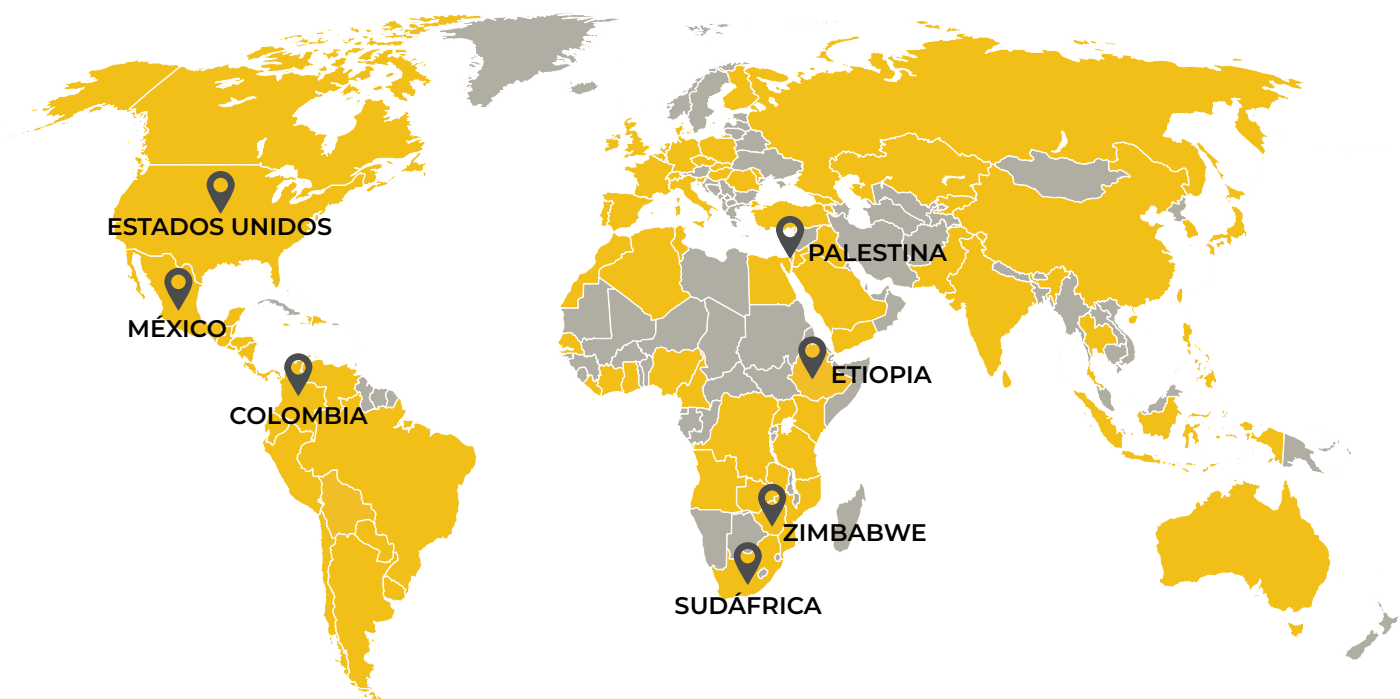 ESTADOS UNIDOS
PALESTINA
MÉXICO
ETIOPIA
COLOMBIA
ZIMBABWE
SUDÁFRICA